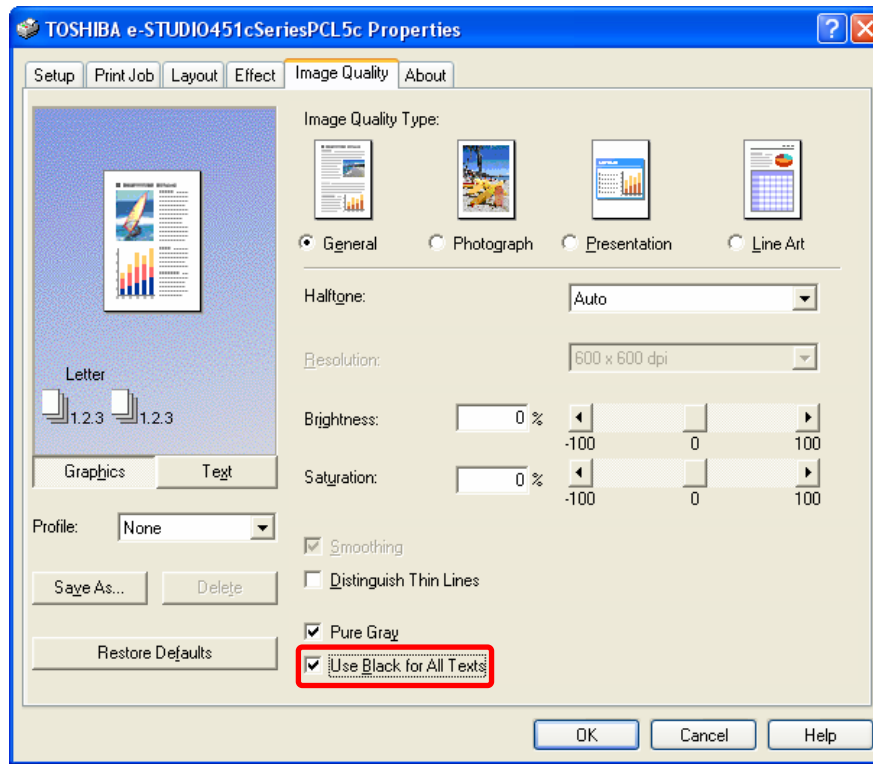 TOSHIBA e-STUDIO451cSeriesPCL5c Properties
Setup Print Job Layout Effect Image Quality About
Image Quality Type:
General Photograph Presentation Line Art
Halftone: Auto
Resolution: 600 x 600 dpi
Letter
1.2.3 1.2.3
Brightness: 0 %
-100 0 100
Graphics Text
Saturation: 0 %
-100 0 100
Profile: None
Smoothing
Save As... Delete
Distinguish Thin Lines
Pure Gray
Restore Defaults
Use Black for All Texts
OK Cancel Help